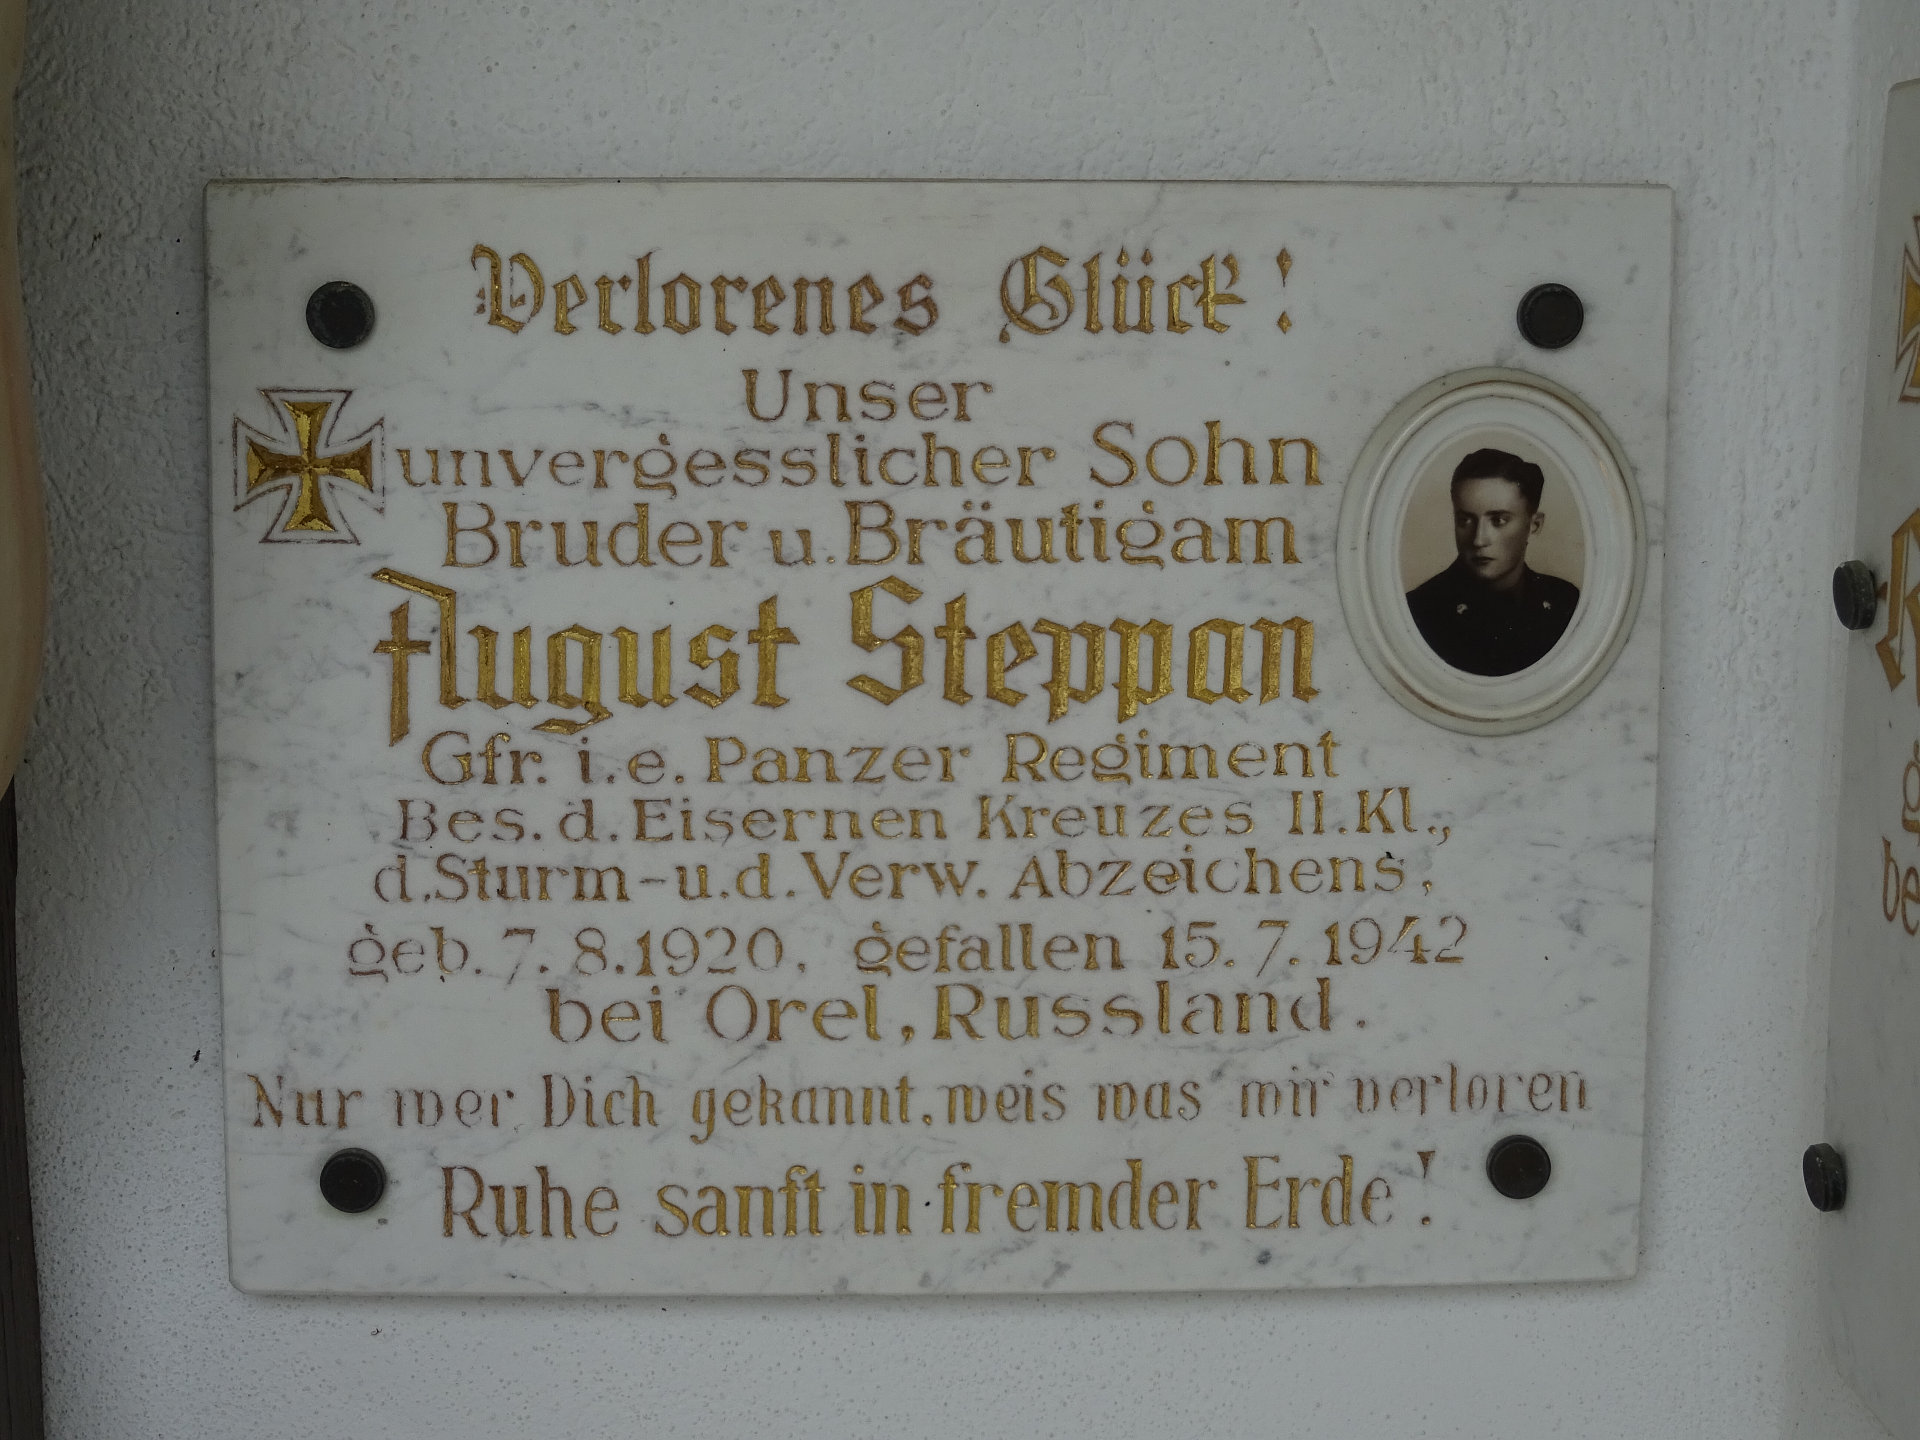 Verlorenes Glück!
Unser
unvergesslicher Sohn
Bruder u. Bräutigam
August Steppan
Gfr. i. e. Panzer Regiment
Bes. d. Eisernen Kreuzes II. Kl.,
d. Sturm- u. d. Verw. Abzeichens,
geb. 7. 8. 1920. gefallen 15. 7. 1942
bei Orel, Russland.
Nur wer Dich gekannt, weis was wir verloren
Ruhe sanft in fremder Erde!
g
be